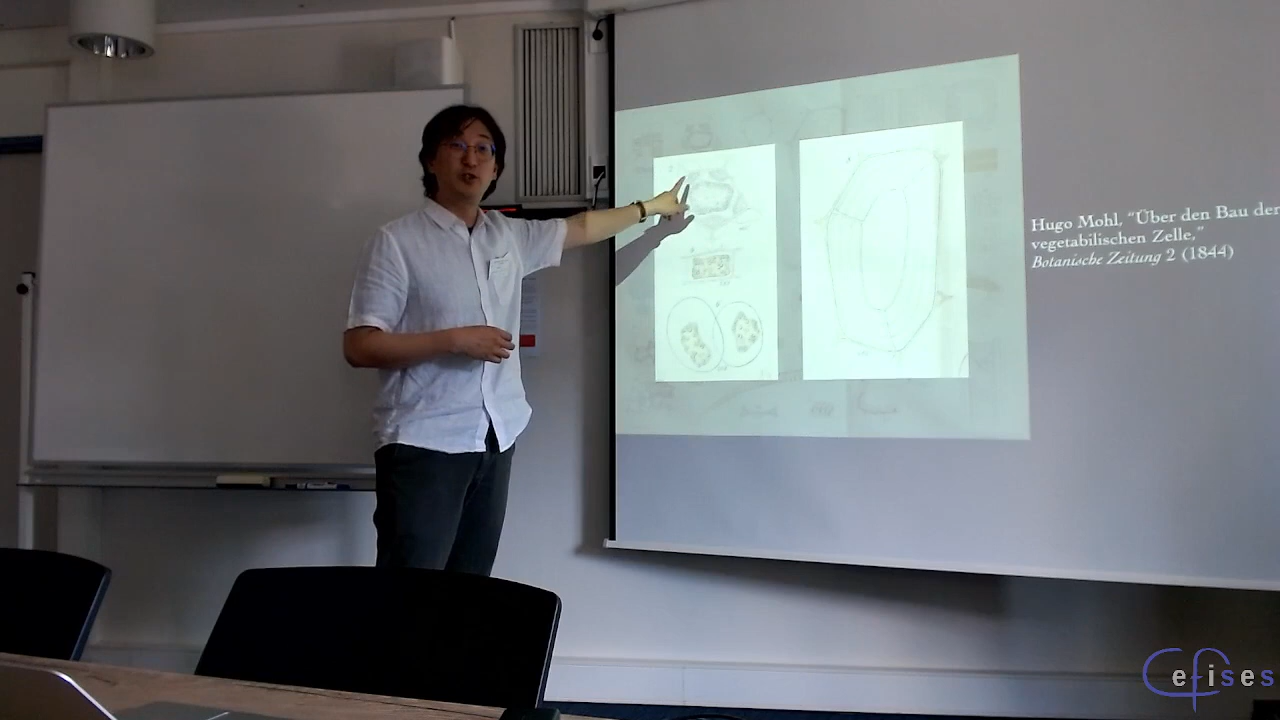 Hugo Mohl, "Über den Bau der
vegetabilischen Zelle,"
Botanische Zeitung 2 (1844)
efises